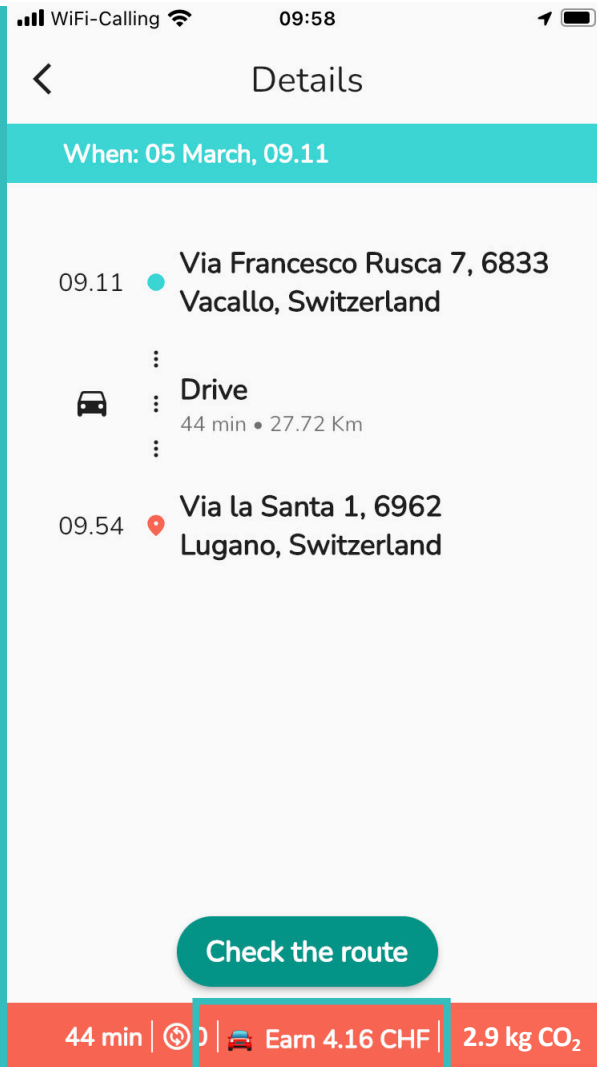 WiFi-Calling 09:58
Details
When: 05 March, 09.11
09.11 Via Francesco Rusca 7, 6833
Vacallo, Switzerland
Drive
44 min • 27.72 Km
09.54 Via la Santa 1, 6962
Lugano, Switzerland
Check the route
44 min | 0 | Earn 4.16 CHF | 2.9 kg CO₂